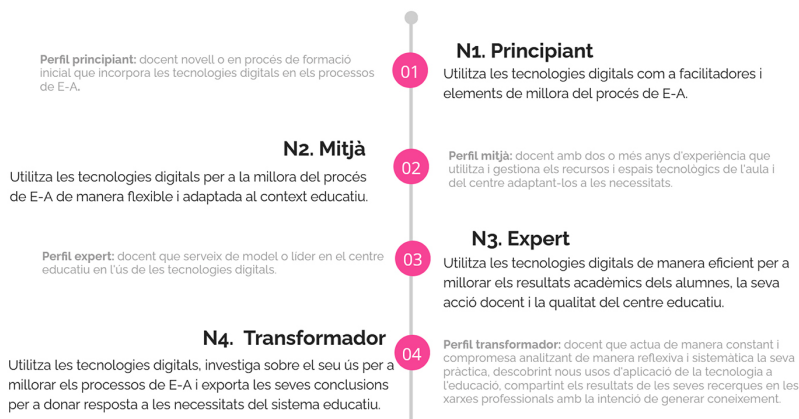 Perfil principiant: docent novell o en procés de formació
inicial que incorpora les tecnologies digitals en els processos
de E-A.
01
N1. Principiant
Utilitza les tecnologies digitals com a facilitadores i
elements de millora del procés de E-A.
N2. Mitjà
Utilitza les tecnologies digitals per a la millora del procés
de E-A de manera flexible i adaptada al context educatiu.
02
Perfil mitjà: docent amb dos o més anys d'experiència que
utilitza i gestiona els recursos i espais tecnològics de l'aula i
del centre adaptant-los a les necessitats.
Perfil expert: docent que serveix de model o líder en el centre
educatiu en l'ús de les tecnologies digitals.
03
N3. Expert
Utilitza les tecnologies digitals de manera eficient per a
millorar els resultats acadèmics dels alumnes, la seva
acció docent i la qualitat del centre educatiu.
N4. Transformador
Utilitza les tecnologies digitals, investiga sobre el seu ús per a
millorar els processos de E-A i exporta les seves conclusions
per a donar resposta a les necessitats del sistema educatiu.
04
Perfil transformador: docent que actua de manera constant i
compromesa analitzant de manera reflexiva i sistemàtica la seva
pràctica, descobrint nous usos d'aplicació de la tecnologia a
l'educació, compartint els resultats de les seves recerques en les
xarxes professionals amb la intenció de generar coneixement.